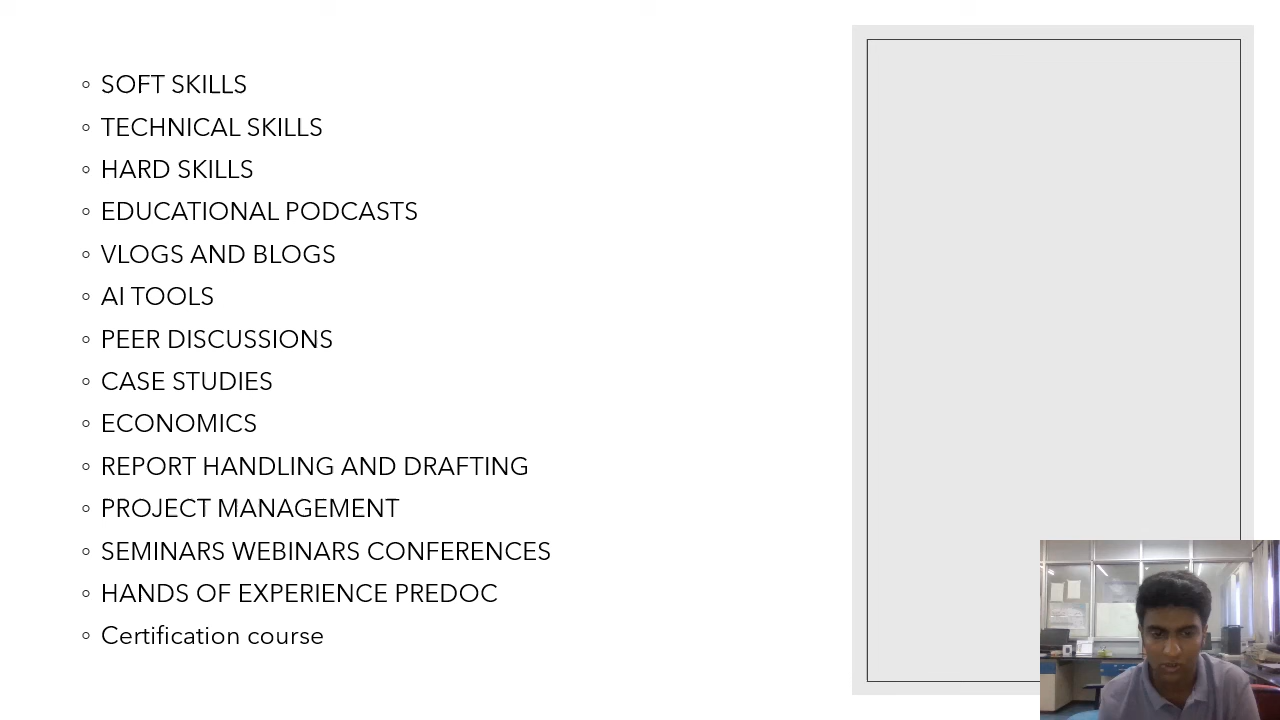 SOFT SKILLS
TECHNICAL SKILLS
HARD SKILLS
EDUCATIONAL PODCASTS
VLOGS AND BLOGS
AI TOOLS
PEER DISCUSSIONS
CASE STUDIES
ECONOMICS
REPORT HANDLING AND DRAFTING
PROJECT MANAGEMENT
SEMINARS WEBINARS CONFERENCES
HANDS OF EXPERIENCE PREDOC
Certification course